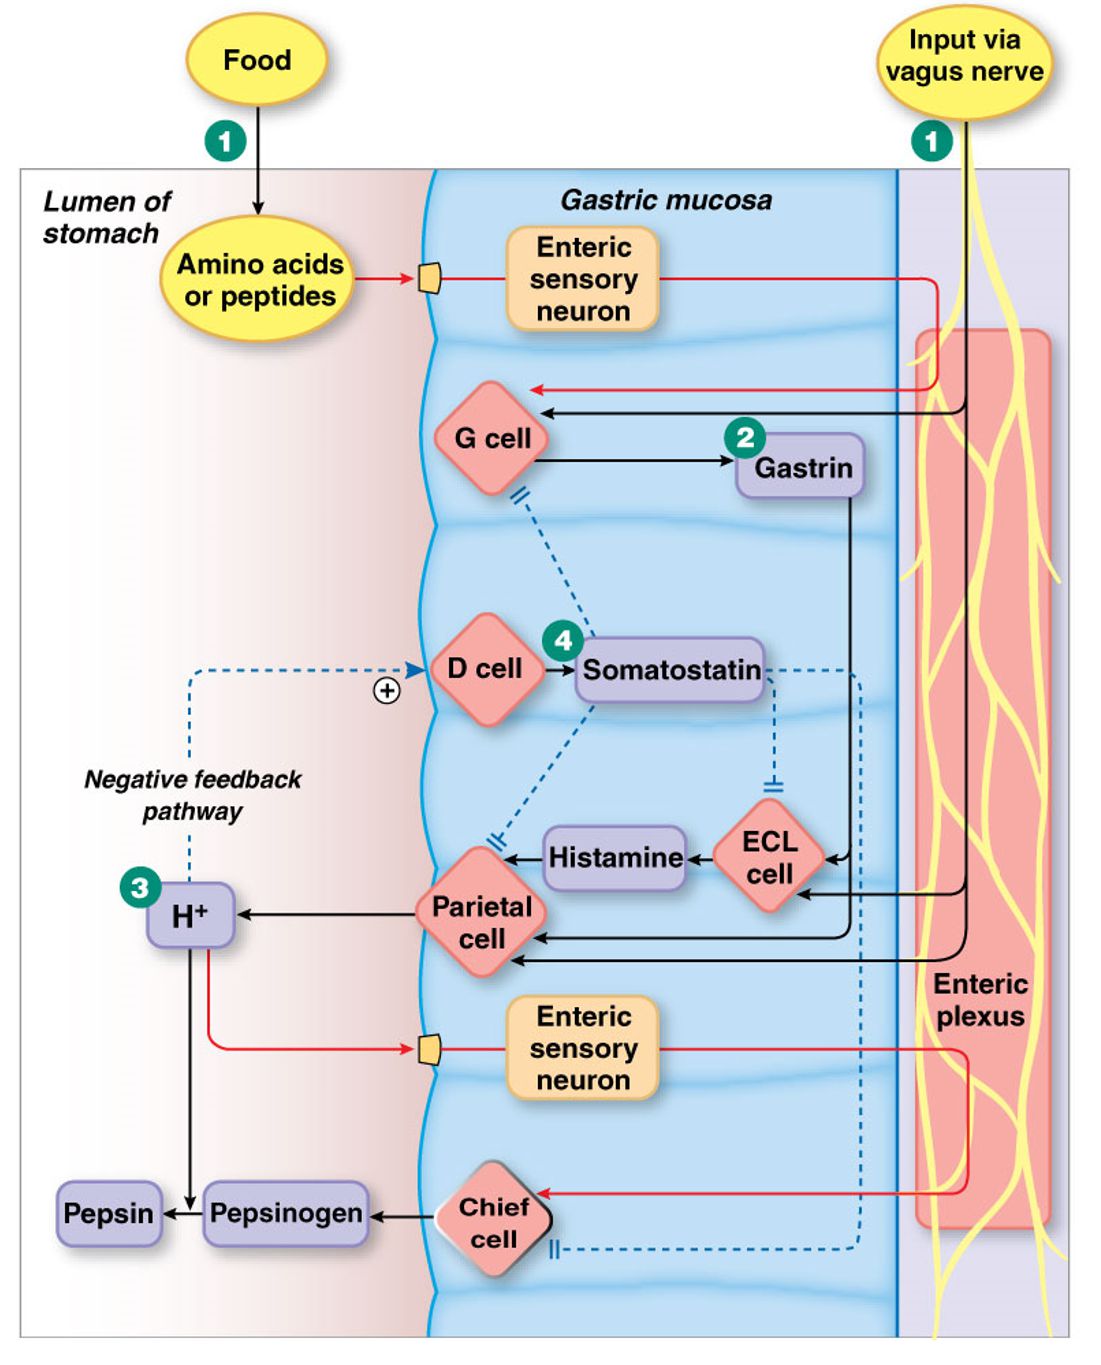 Food
Input via
vagus nerve
1
1
Lumen of
stomach
Gastric mucosa
Amino acids
or peptides
Enteric
sensory
neuron
G cell
2
Gastrin
D cell
4
Somatostatin
+
Negative feedback
pathway
3
H+
Histamine
ECL
cell
Parietal
cell
Enteric
plexus
Enteric
sensory
neuron
Pepsin
Pepsinogen
Chief
cell